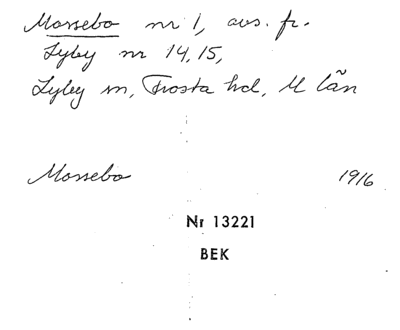 Mossebo nr 1, avs. fr.
Lyby nr 14, 15,
Lyby sn, Frosta hd, M län
Mossebo 1916
Nr 13221
BEK